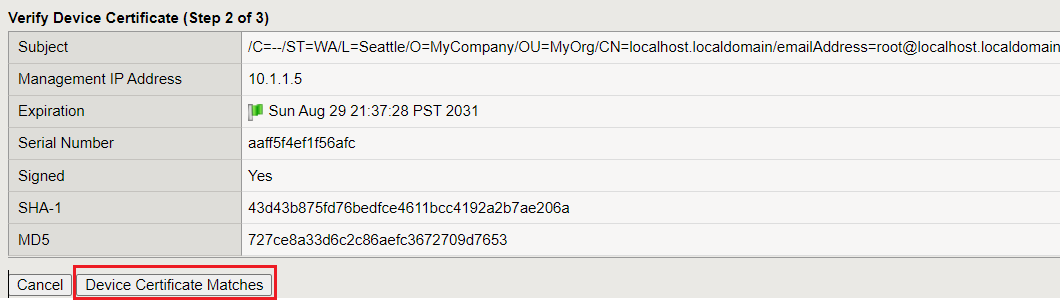 Verify Device Certificate (Step 2 of 3)
Subject /C=--/ST=WA/L=Seattle/O=MyCompany/OU=MyOrg/CN=localhost.localdomain/emailAddress=root@localhost.localdomain
Management IP Address 10.1.1.5
Expiration Sun Aug 29 21:37:28 PST 2031
Serial Number aaff5f4ef1f56afc
Signed Yes
SHA-1 43d43b875fd76bedfce4611bcc4192a2b7ae206a
MD5 727ce8a33d6c2c86aefc3672709d7653
Cancel Device Certificate Matches